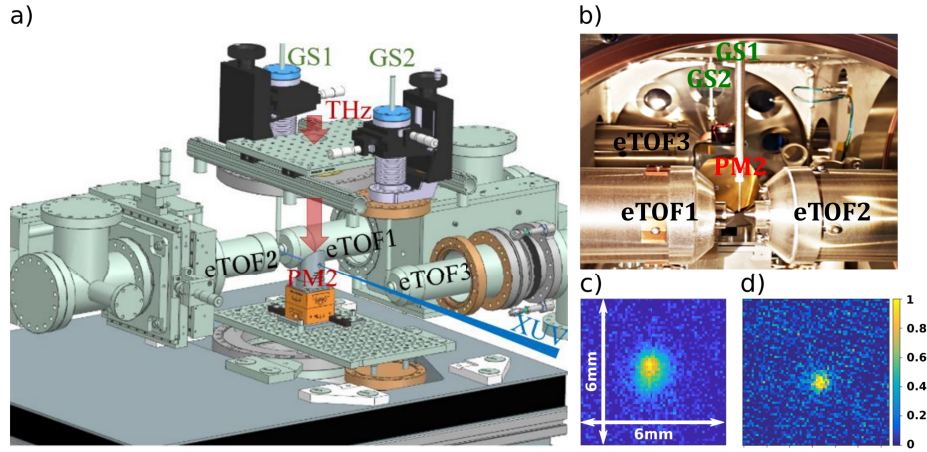 a)
GS1
GS2
THz
eTOF1
eTOF2
eTOF3
PM2
XUV
b)
GS1
GS2
eTOF3
PM2
eTOF1
eTOF2
c)
6mm
6mm
d)
1
0.8
0.6
0.4
0.2
0